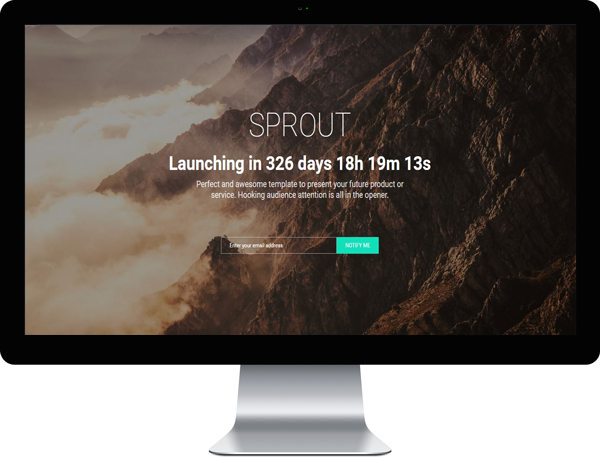 SPROUT
Launching in 326 days 18h 19m 13s
Perfect and awesome template to present your future product or
service. Hooking audience attention is all in the opener.
Enter your email address
NOTIFY ME